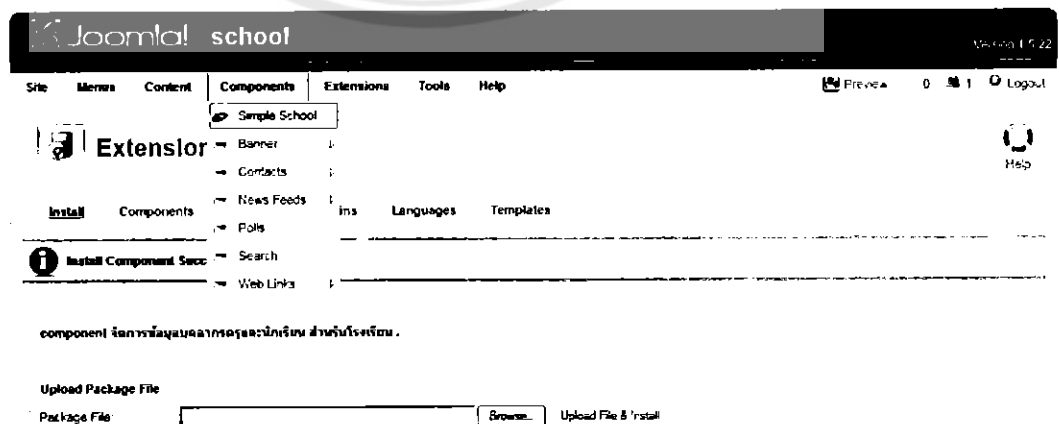 Joomla! school
Version 1.5.22
Site Menus Content Components Extensions Tools Help Preview 0 1 Logout
Simple School
Extension
Banner
Help
Contacts
News Feeds
Install Components ins Languages Templates
Polls
Install Component Succ
Search
Web Links
component จัดการข้อมูลบุคลากรครูและนักเรียน สำหรับโรงเรียน .
Upload Package File
Package File: Browse... Upload File & Install